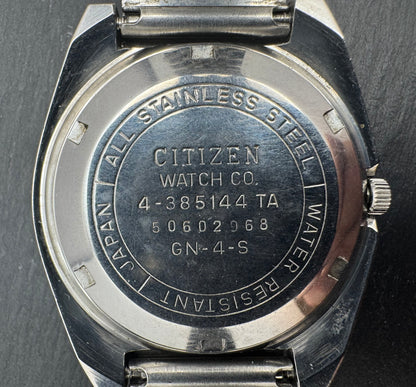 ALL STAINLESS STEEL
WATER RESISTANT
JAPAN
CITIZEN
WATCH CO.
4-385144 TA
50602968
GN-4-S